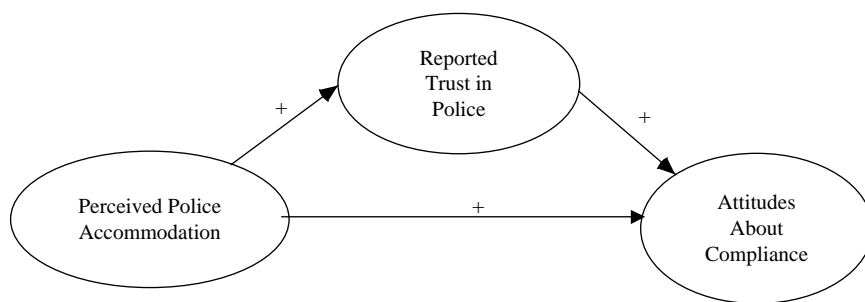 Reported
Trust in
Police
+
+
Perceived Police
Accommodation
+
Attitudes
About
Compliance